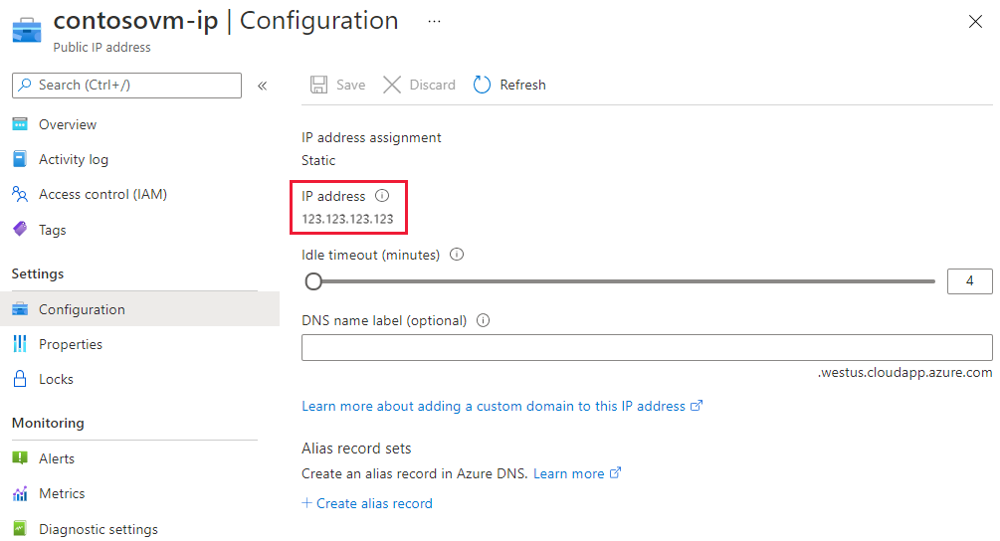 contosovm-ip | Configuration ...
Public IP address
Search (Ctrl+/)
«
Overview
Activity log
Access control (IAM)
Tags
Settings
Configuration
Properties
Locks
Monitoring
Alerts
Metrics
Diagnostic settings
Save Discard Refresh
IP address assignment
Static
IP address
123.123.123.123
Idle timeout (minutes)
4
DNS name label (optional)
.westus.cloudapp.azure.com
Learn more about adding a custom domain to this IP address
Alias record sets
Create an alias record in Azure DNS. Learn more
+ Create alias record